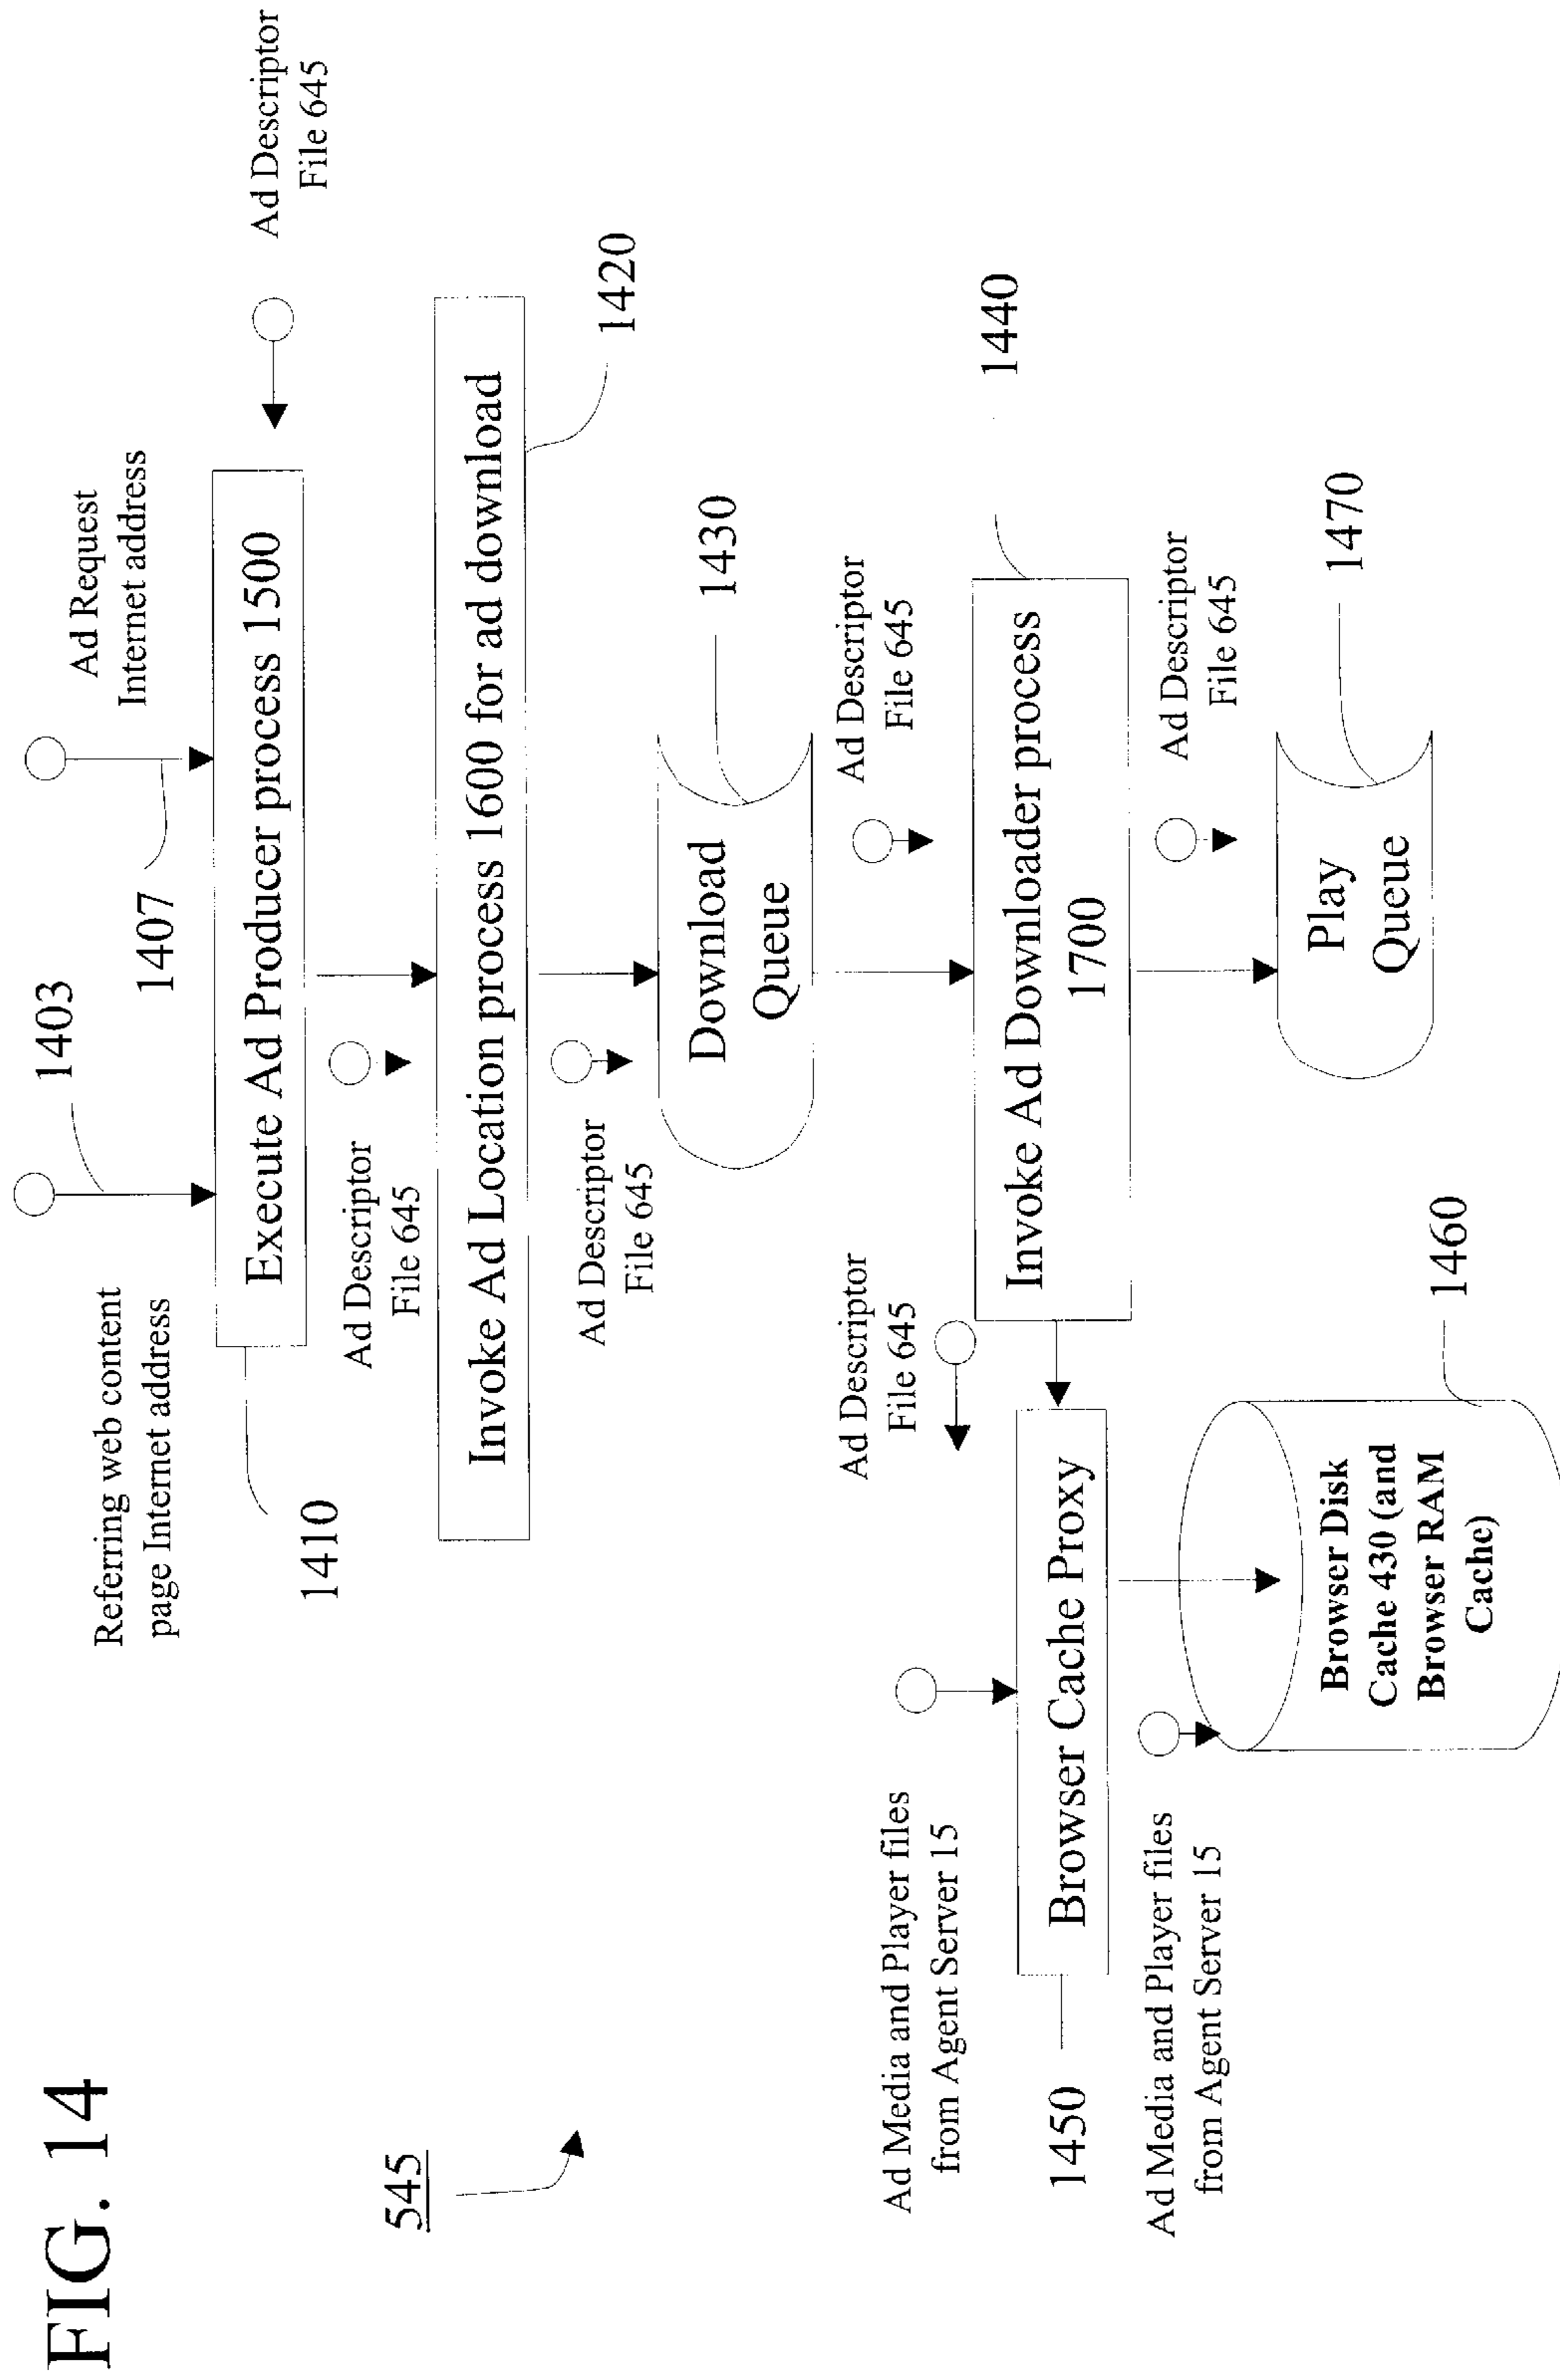 FIG. 14
545
Referring web content
page Internet address
1403
1407
Ad Request
Internet address
Ad Descriptor
File 645
Execute Ad Producer process 1500
1410
Ad Descriptor
File 645
Invoke Ad Location process 1600 for ad download
1420
Ad Descriptor
File 645
Download
Queue
1430
Ad Descriptor
File 645
Invoke Ad Downloader process
1700
1440
Ad Descriptor
File 645
Ad Descriptor
File 645
Play
Queue
1470
Ad Media and Player files
from Agent Server 15
Browser Cache Proxy
1450
Ad Media and Player files
from Agent Server 15
Browser Disk
Cache 430 (and
Browser RAM
Cache)
1460